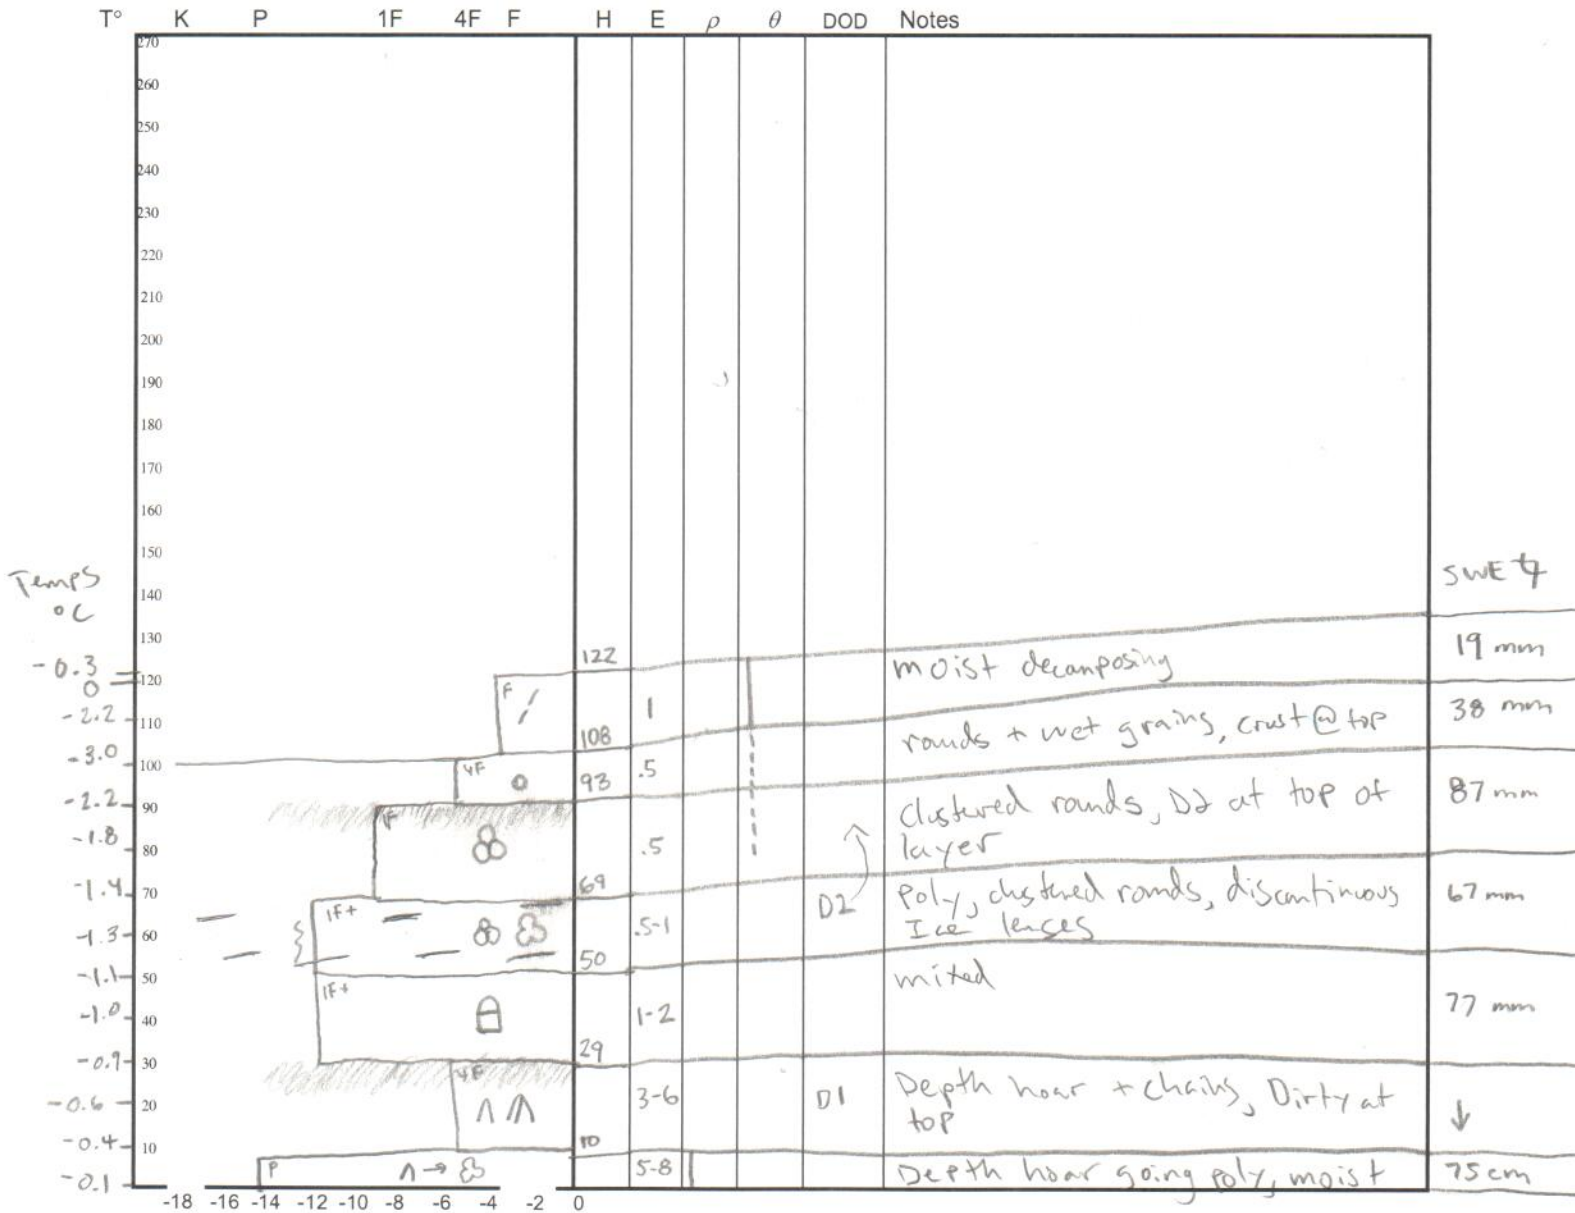 T° K P 1F 4F F H E ρ θ DOD Notes
270
260
250
240
230
220
210
200
190
180
170
160
150
Temps
°C
SWE
140
130
-0.3
122
moist decomposing
19 mm
0
120
F
1
-2.2
110
108
rounds + wet grains, crust @ top
38 mm
-3.0
100
4F
93
.5
-2.2
90
1F
Clustered rounds, D2 at top of
layer
87 mm
-1.8
80
.5
-1.4
70
69
1F+
D2
Poly, clustered rounds, discontinuous
Ice lenses
67 mm
-1.3
60
.5-1
-1.1
50
50
1F+
mixed
-1.0
40
1-2
77 mm
-0.9
30
29
4F
Depth hoar + chains, Dirty at
top
-0.6
20
3-6
D1
↓
-0.4
10
10
P
→
5-8
Depth hoar going poly, moist
75 cm
-0.1
-18 -16 -14 -12 -10 -8 -6 -4 -2 0